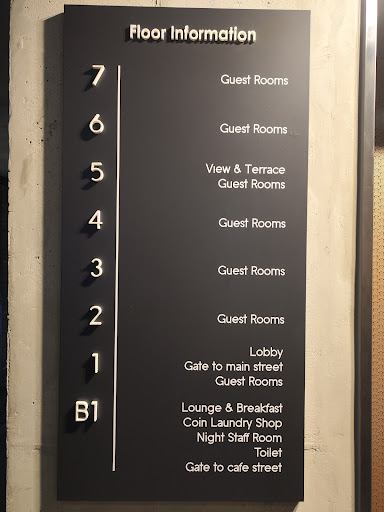 Floor Information
7 Guest Rooms
6 Guest Rooms
5 View & Terrace
Guest Rooms
4 Guest Rooms
3 Guest Rooms
2 Guest Rooms
Lobby
1 Gate to main street
Guest Rooms
B1 Lounge & Breakfast
Coin Laundry Shop
Night Staff Room
Toilet
Gate to cafe street